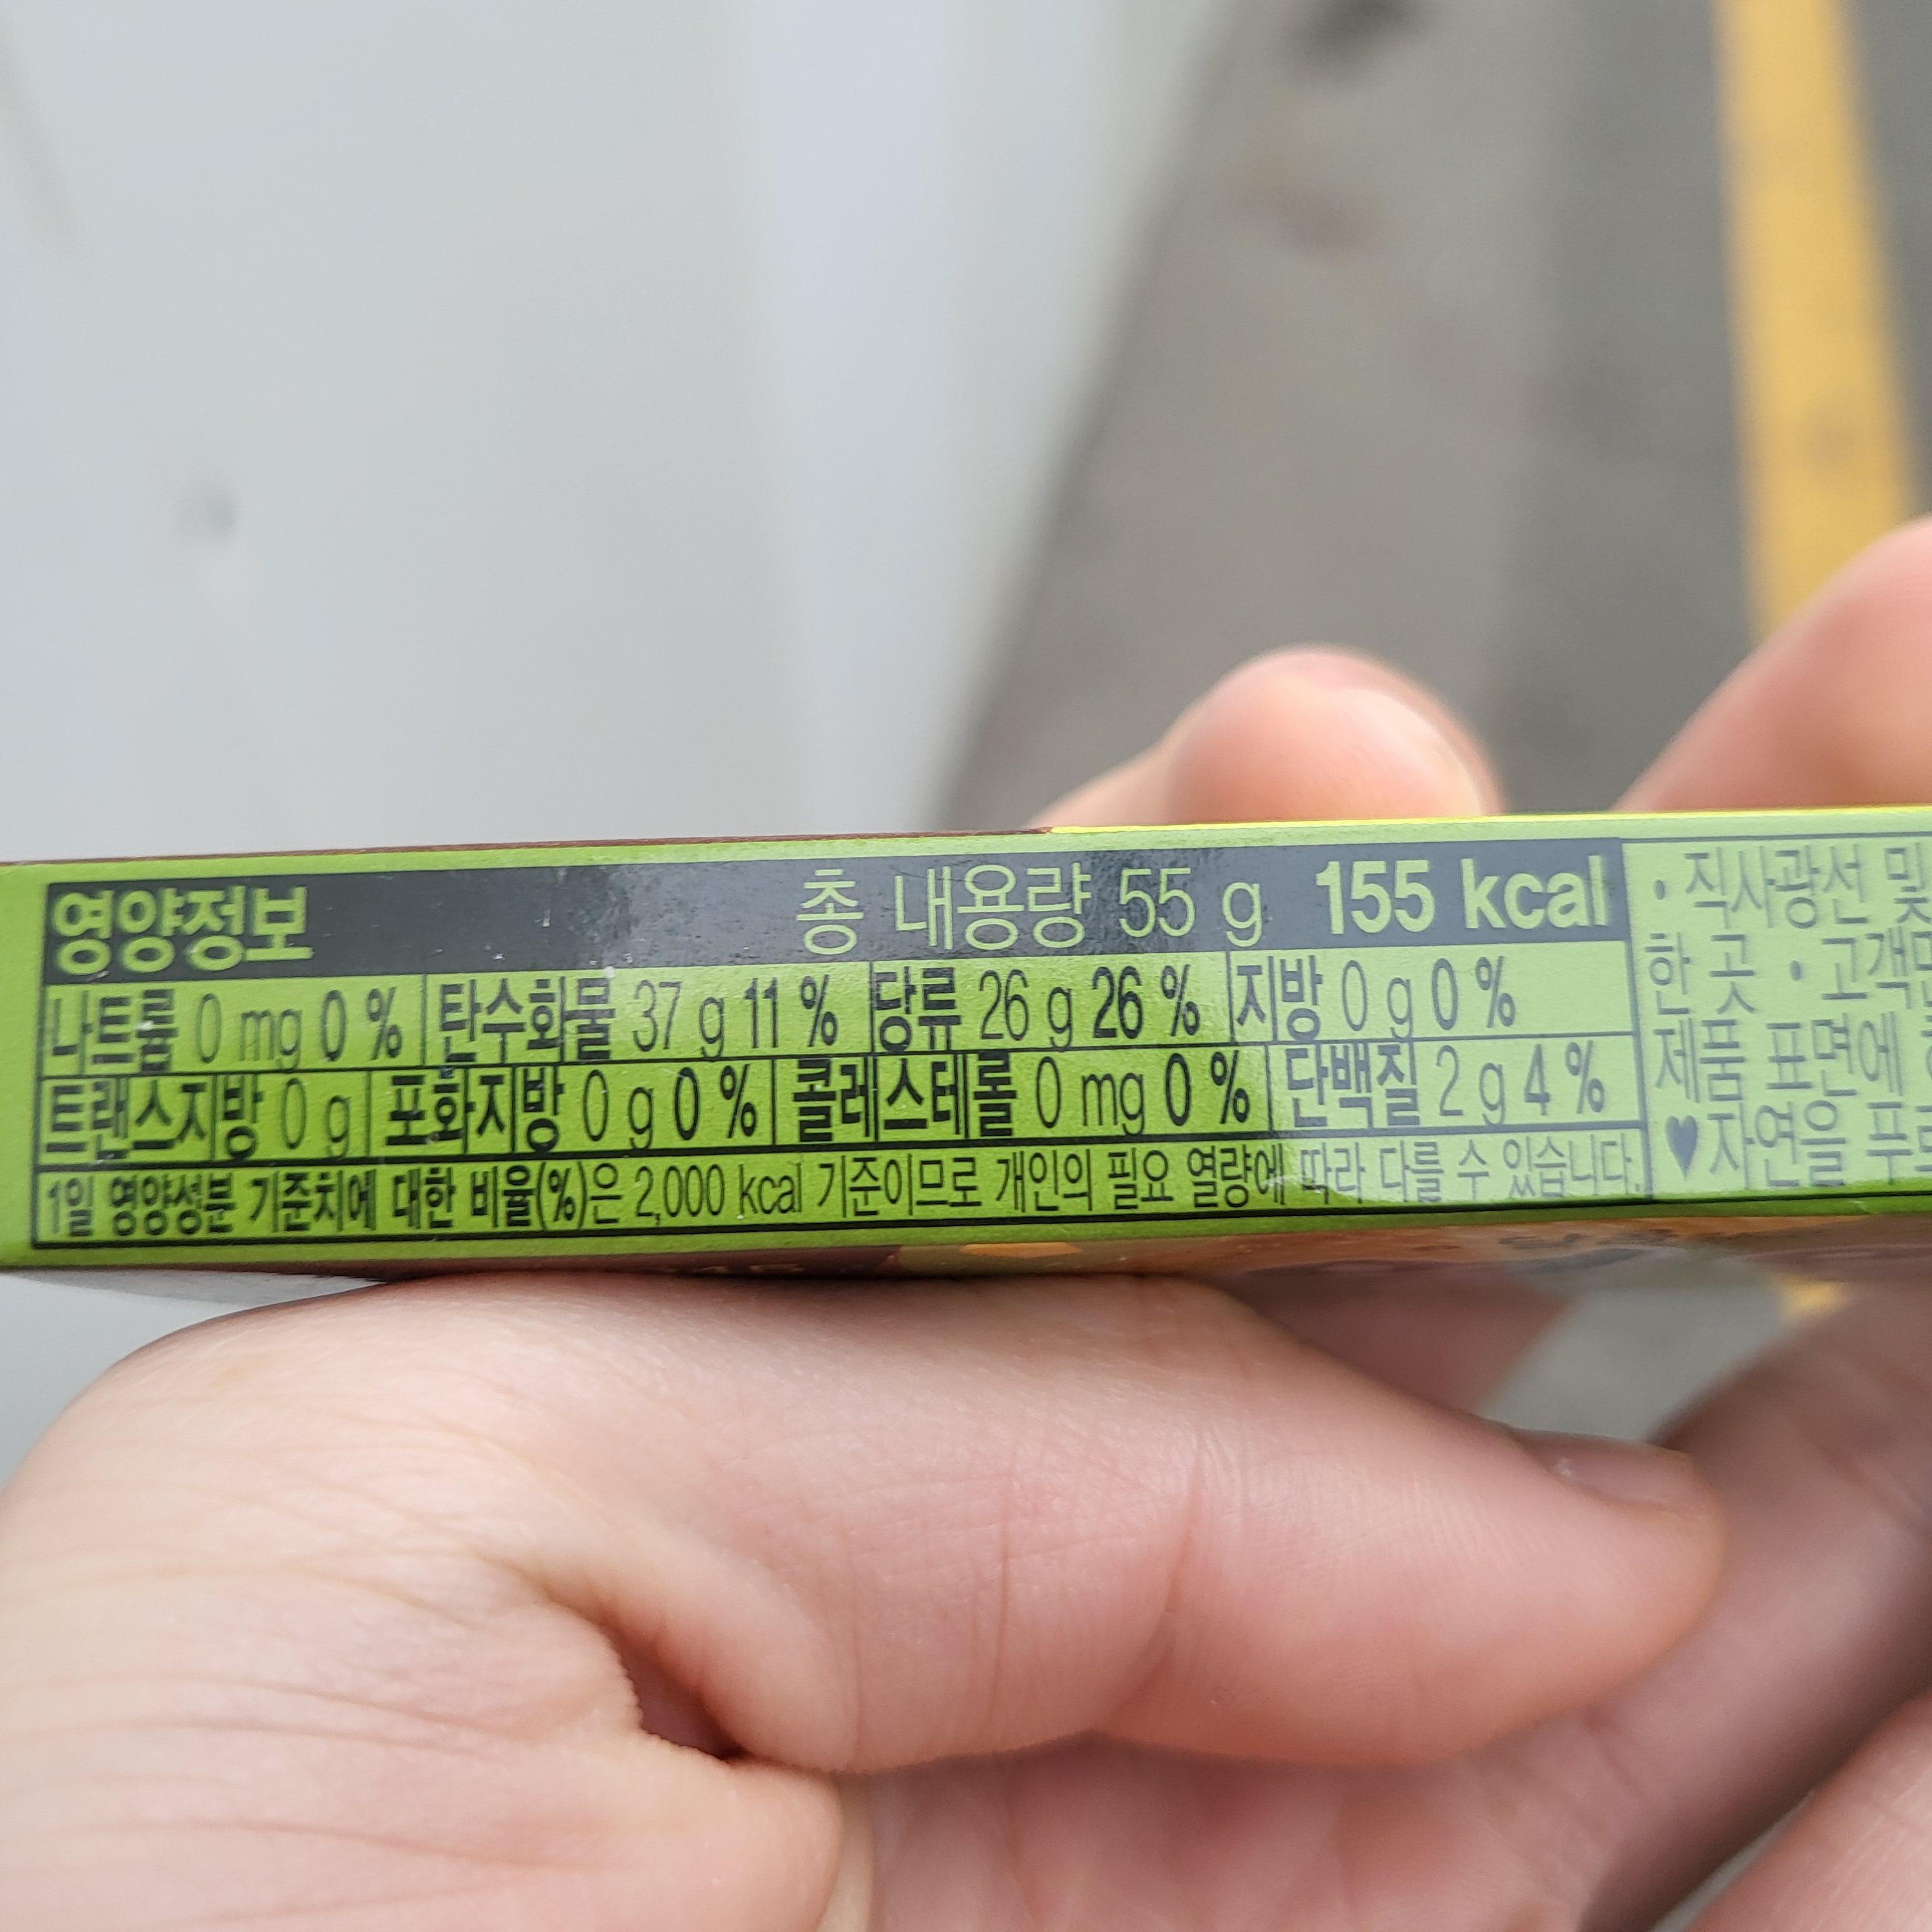 영양정보 총 내용량 55 g 155 kcal
나트륨 0 mg 0 % 탄수화물 37 g 11 % 당류 26 g 26 % 지방 0 g 0 %
트랜스지방 0 g 포화지방 0 g 0 % 콜레스테롤 0 mg 0 % 단백질 2 g 4 %
1일 영양성분 기준치에 대한 비율(%)은 2,000 kcal 기준이므로 개인의 필요 열량에 따라 다를 수 있습니다.
• 직사광선 및
한 곳 •
제품 표면에
♥자연을